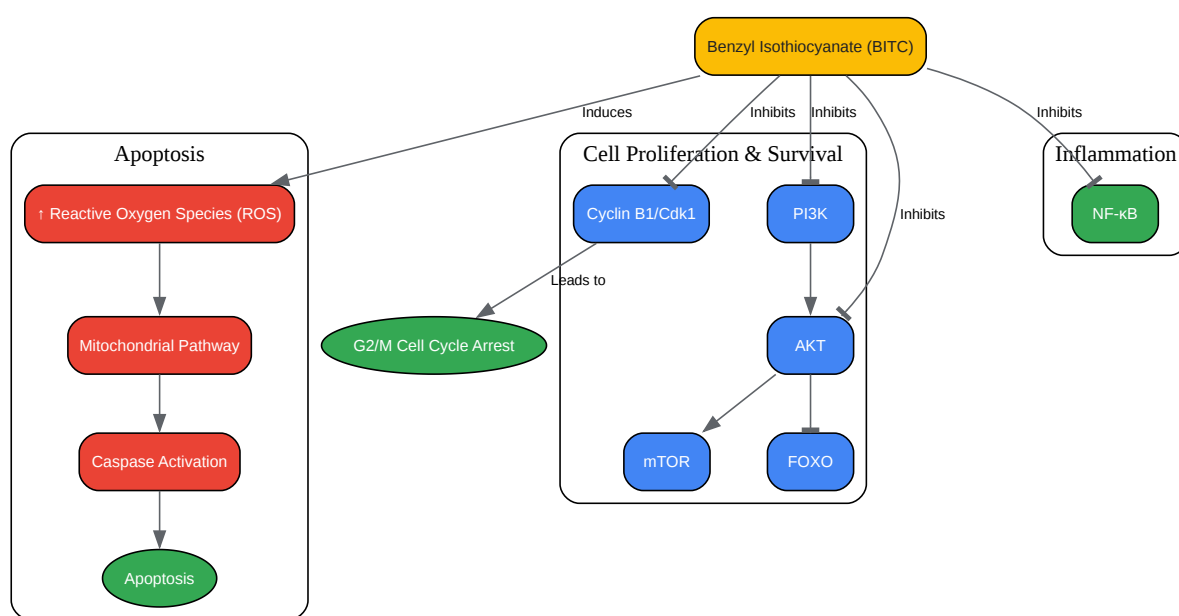 Benzyl Isothiocyanate (BITC)
Induces
Inhibits
Inhibits
Inhibits
Apoptosis
Cell Proliferation & Survival
Inflammation
↑ Reactive Oxygen Species (ROS)
Cyclin B1/Cdk1
PI3K
Inhibits
NF-κB
Leads to
Mitochondrial Pathway
G2/M Cell Cycle Arrest
AKT
Caspase Activation
mTOR
FOXO
Apoptosis